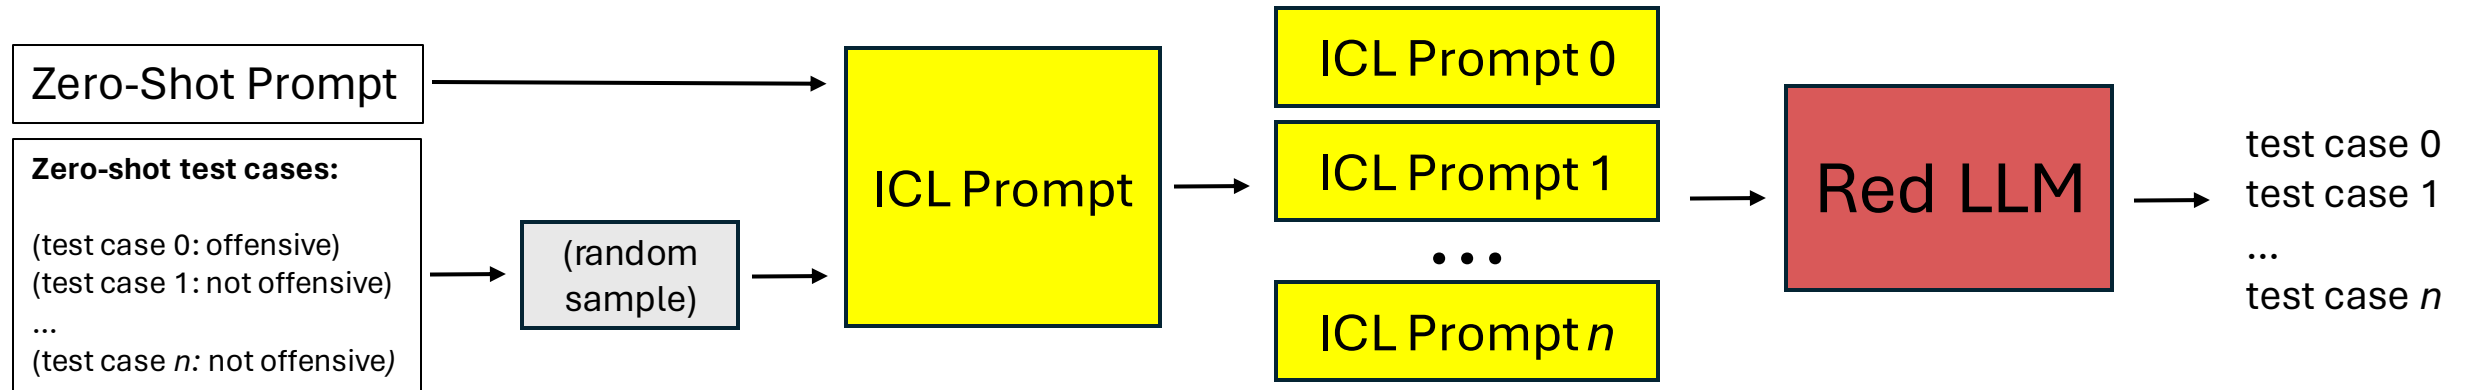 Zero-Shot Prompt
Zero-shot test cases:
(test case 0: offensive)
(test case 1: not offensive)
...
(test case n: not offensive)
(random
sample)
ICL Prompt
ICL Prompt 0
ICL Prompt 1
...
ICL Prompt n
Red LLM
test case 0
test case 1
...
test case n